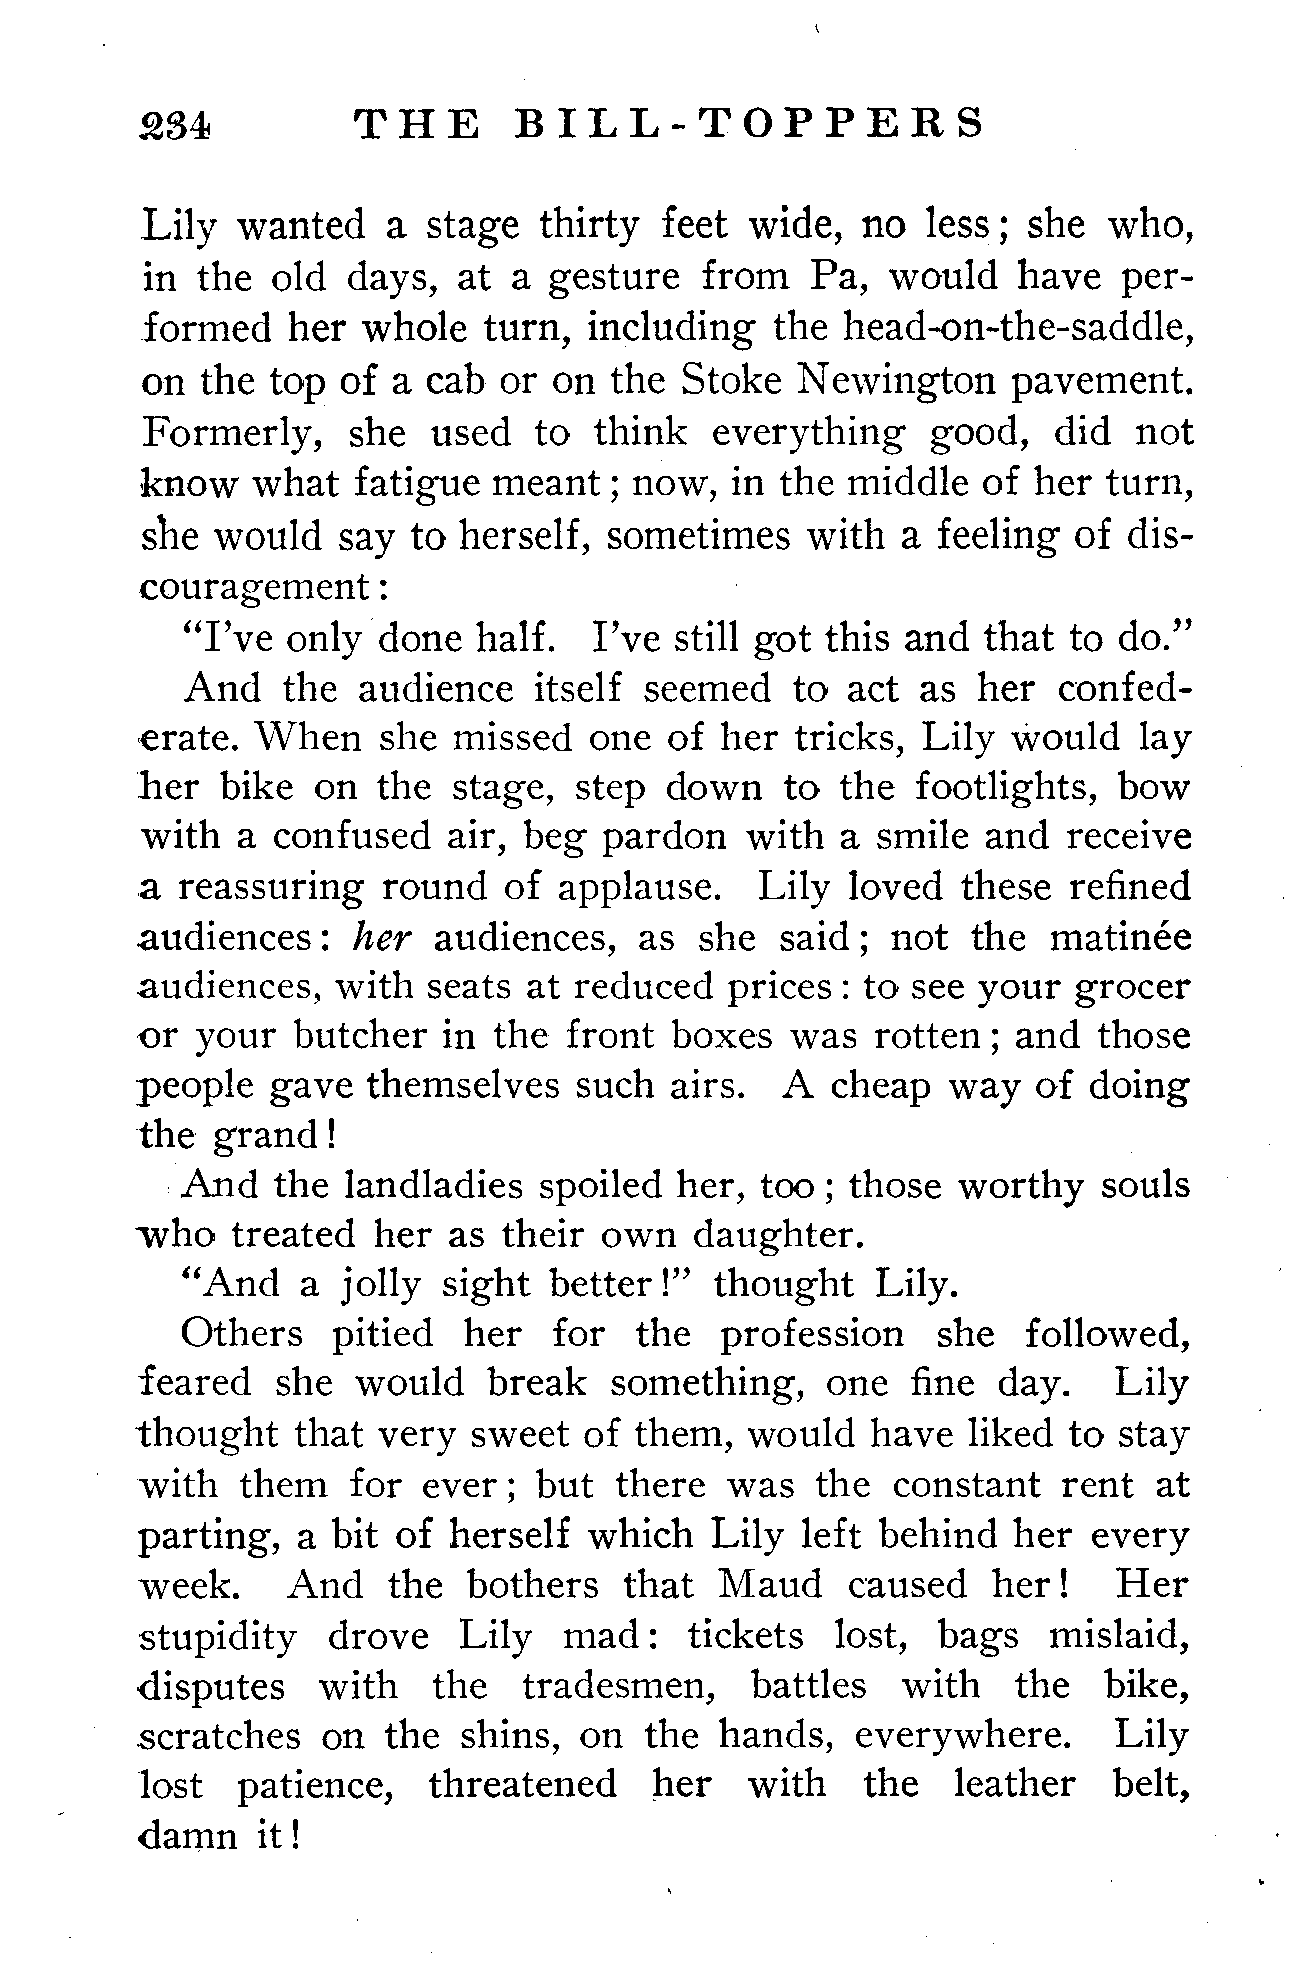 234 THE BILL-TOPPERS
Lily wanted a stage thirty feet wide, no less; she who,
in the old days, at a gesture from Pa, would have per-
formed her whole turn, including the head-on-the-saddle,
on the top of a cab or on the Stoke Newington pavement.
Formerly, she used to think everything good, did not
know what fatigue meant; now, in the middle of her turn,
she would say to herself, sometimes with a feeling of dis-
couragement:
"I've only done half. I've still got this and that to do."
And the audience itself seemed to act as her confed-
erate. When she missed one of her tricks, Lily would lay
her bike on the stage, step down to the footlights, bow
with a confused air, beg pardon with a smile and receive
a reassuring round of applause. Lily loved these refined
audiences: her audiences, as she said; not the matinée
audiences, with seats at reduced prices: to see your grocer
or your butcher in the front boxes was rotten; and those
people gave themselves such airs. A cheap way of doing
the grand!
And the landladies spoiled her, too; those worthy souls
who treated her as their own daughter.
"And a jolly sight better!" thought Lily.
Others pitied her for the profession she followed,
feared she would break something, one fine day. Lily
thought that very sweet of them, would have liked to stay
with them for ever; but there was the constant rent at
parting, a bit of herself which Lily left behind her every
week. And the bothers that Maud caused her! Her
stupidity drove Lily mad: tickets lost, bags mislaid,
disputes with the tradesmen, battles with the bike,
scratches on the shins, on the hands, everywhere. Lily
lost patience, threatened her with the leather belt,
damn it!